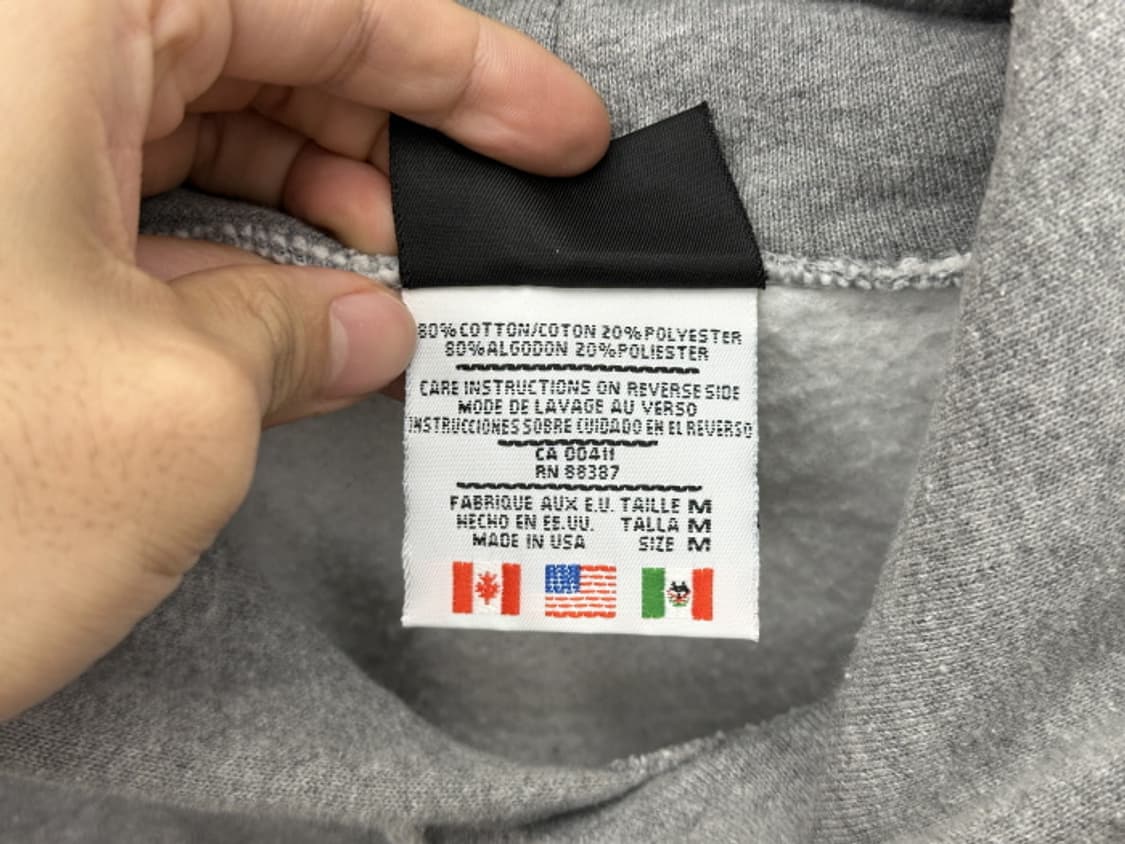 80% COTTON/COTON 20% POLYESTER
80% ALGODON 20% POLIESTER
CARE INSTRUCTIONS ON REVERSE SIDE
MODE DE LAVAGE AU VERSO
INSTRUCCIONES SOBRE CUIDADO EN EL REVERSO
CA 00411
RN 88387
FABRIQUE AUX E.U. TAILLE M
HECHO EN EE.UU. TALLA M
MADE IN USA SIZE M